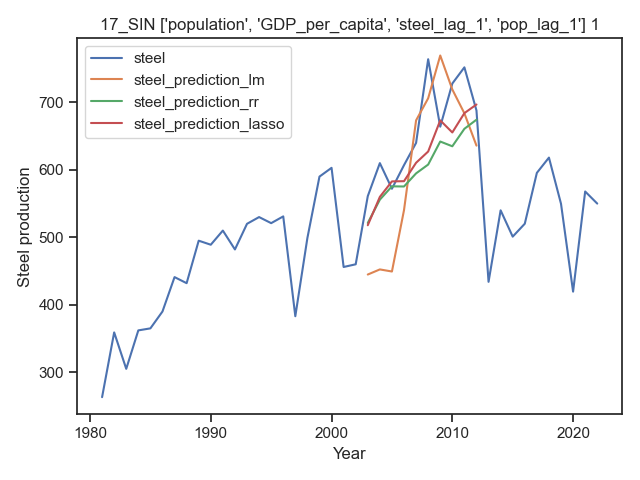 17_SIN ['population', 'GDP_per_capita', 'steel_lag_1', 'pop_lag_1'] 1
steel
steel_prediction_lm
steel_prediction_rr
steel_prediction_lasso
Steel production
700
600
500
400
300
1980 1990 2000 2010 2020
Year